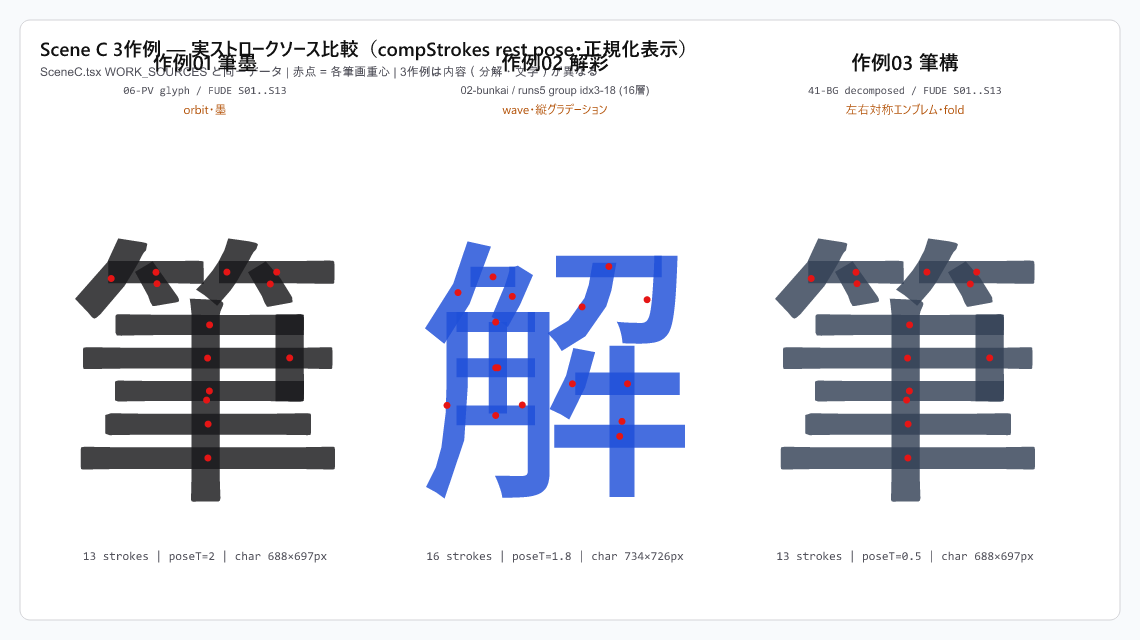 Scene C 3作例 — 実ストロークソース比較（compStrokes rest pose・正規化表示）
SceneC.tsx WORK_SOURCES と同一データ | 赤点 = 各筆画重心 | 3作例は内容 ( 分解・文字 ) が異なる
作例01 筆墨
06-PV glyph / FUDE S01..S13
orbit・墨
作例02 解彩
02-bunkai / runs5 group idx3-18 (16層)
wave・縦グラデーション
作例03 筆構
41-BG decomposed / FUDE S01..S13
左右対称エンブレム・fold
筆
解
筆
13 strokes | poseT=2 | char 688×697px
16 strokes | poseT=1.8 | char 734×726px
13 strokes | poseT=0.5 | char 688×697px